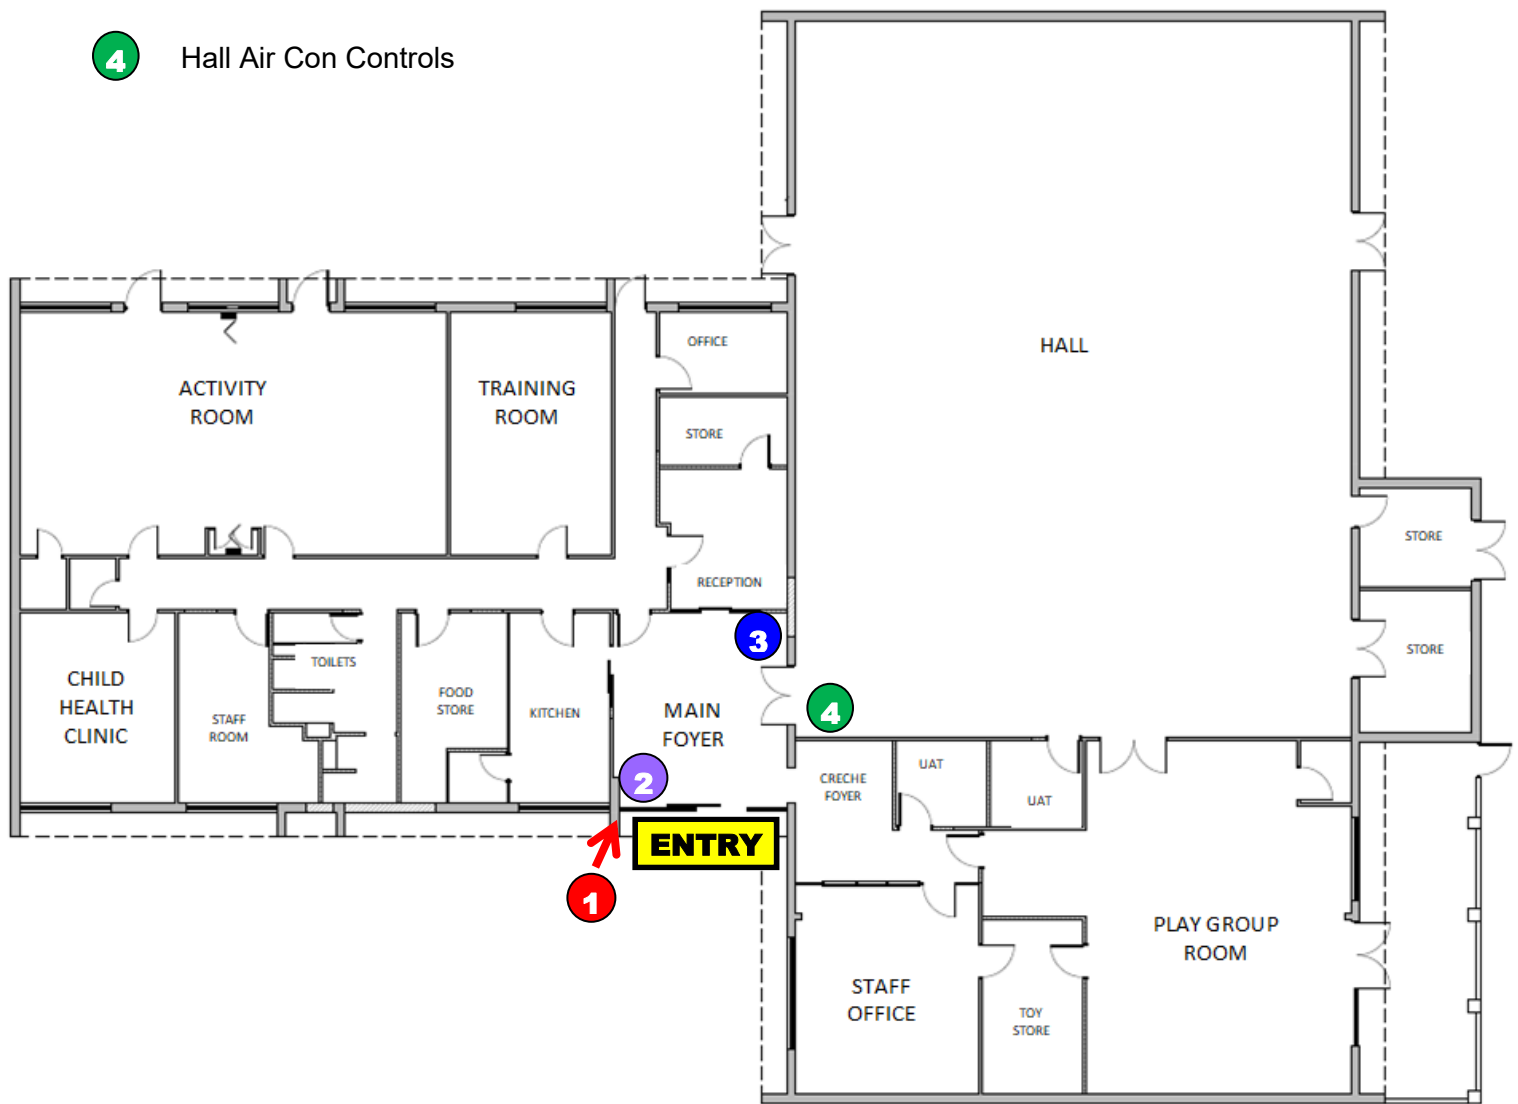 4 Hall Air Con Controls
HALL
OFFICE
ACTIVITY
ROOM
TRAINING
ROOM
STORE
STORE
RECEPTION
3
STORE
CHILD
HEALTH
CLINIC
STAFF
ROOM
TOILETS
FOOD
STORE
KITCHEN
MAIN
FOYER
4
2
CRECHE
FOYER
UAT
UAT
ENTRY
1
PLAY GROUP
ROOM
STAFF
OFFICE
TOY
STORE